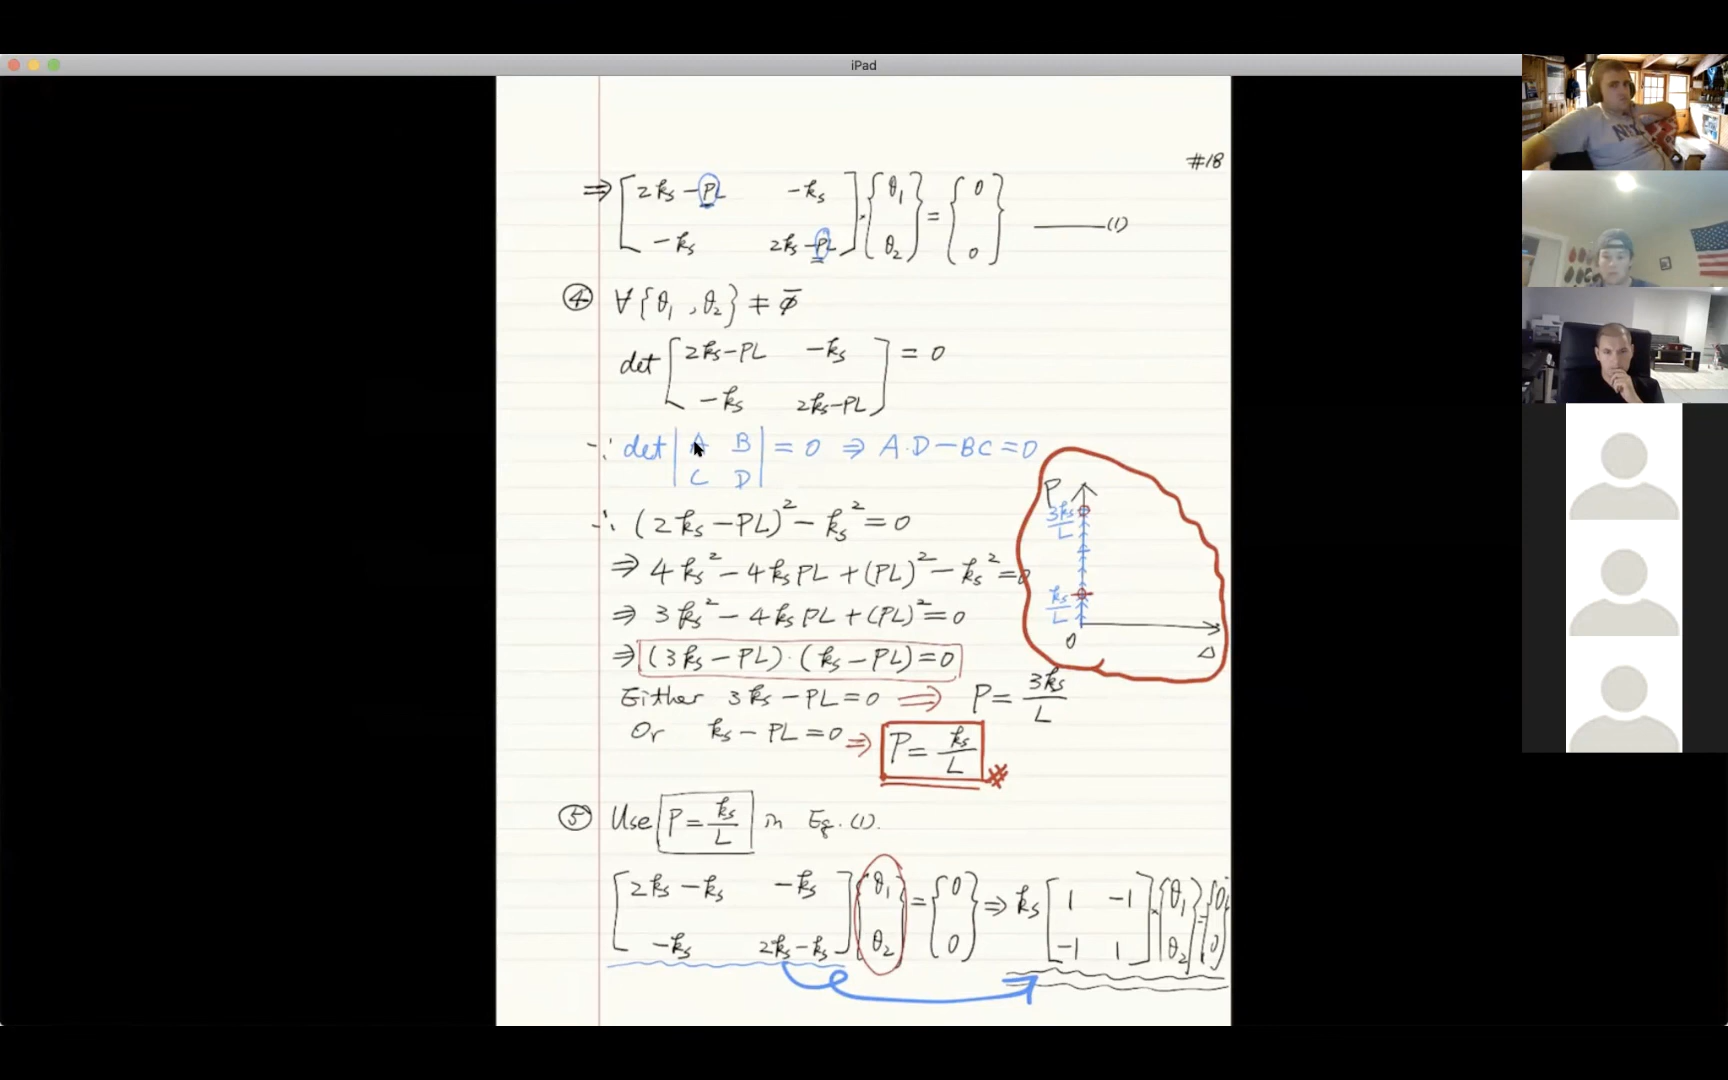 iPad
#18
⇒ [2ks - PL -ks] · {θ1} = {0} ——— (1)
[-ks 2ks - PL] {θ2} {0}
④ ∀{θ1, θ2} ≠ φ̄
det [2ks - PL -ks] = 0
[-ks 2ks - PL]
∵ det |A B| = 0 ⇒ A·D - BC = 0
|C D|
∴ (2ks - PL)² - ks² = 0
⇒ 4ks² - 4ksPL + (PL)² - ks² = 0
⇒ 3ks² - 4ksPL + (PL)² = 0
⇒ (3ks - PL)·(ks - PL) = 0
P
3ks/L
ks/L
0
Δ
Either 3ks - PL = 0 ⇒ P = 3ks/L
Or ks - PL = 0 ⇒ P = ks/L #
⑤ Use P = ks/L in Eq. (1).
[2ks - ks -ks] {θ1} = {0} ⇒ ks [1 -1] · {θ1} = {0}
[-ks 2ks - ks] {θ2} {0} [-1 1] {θ2} {0}